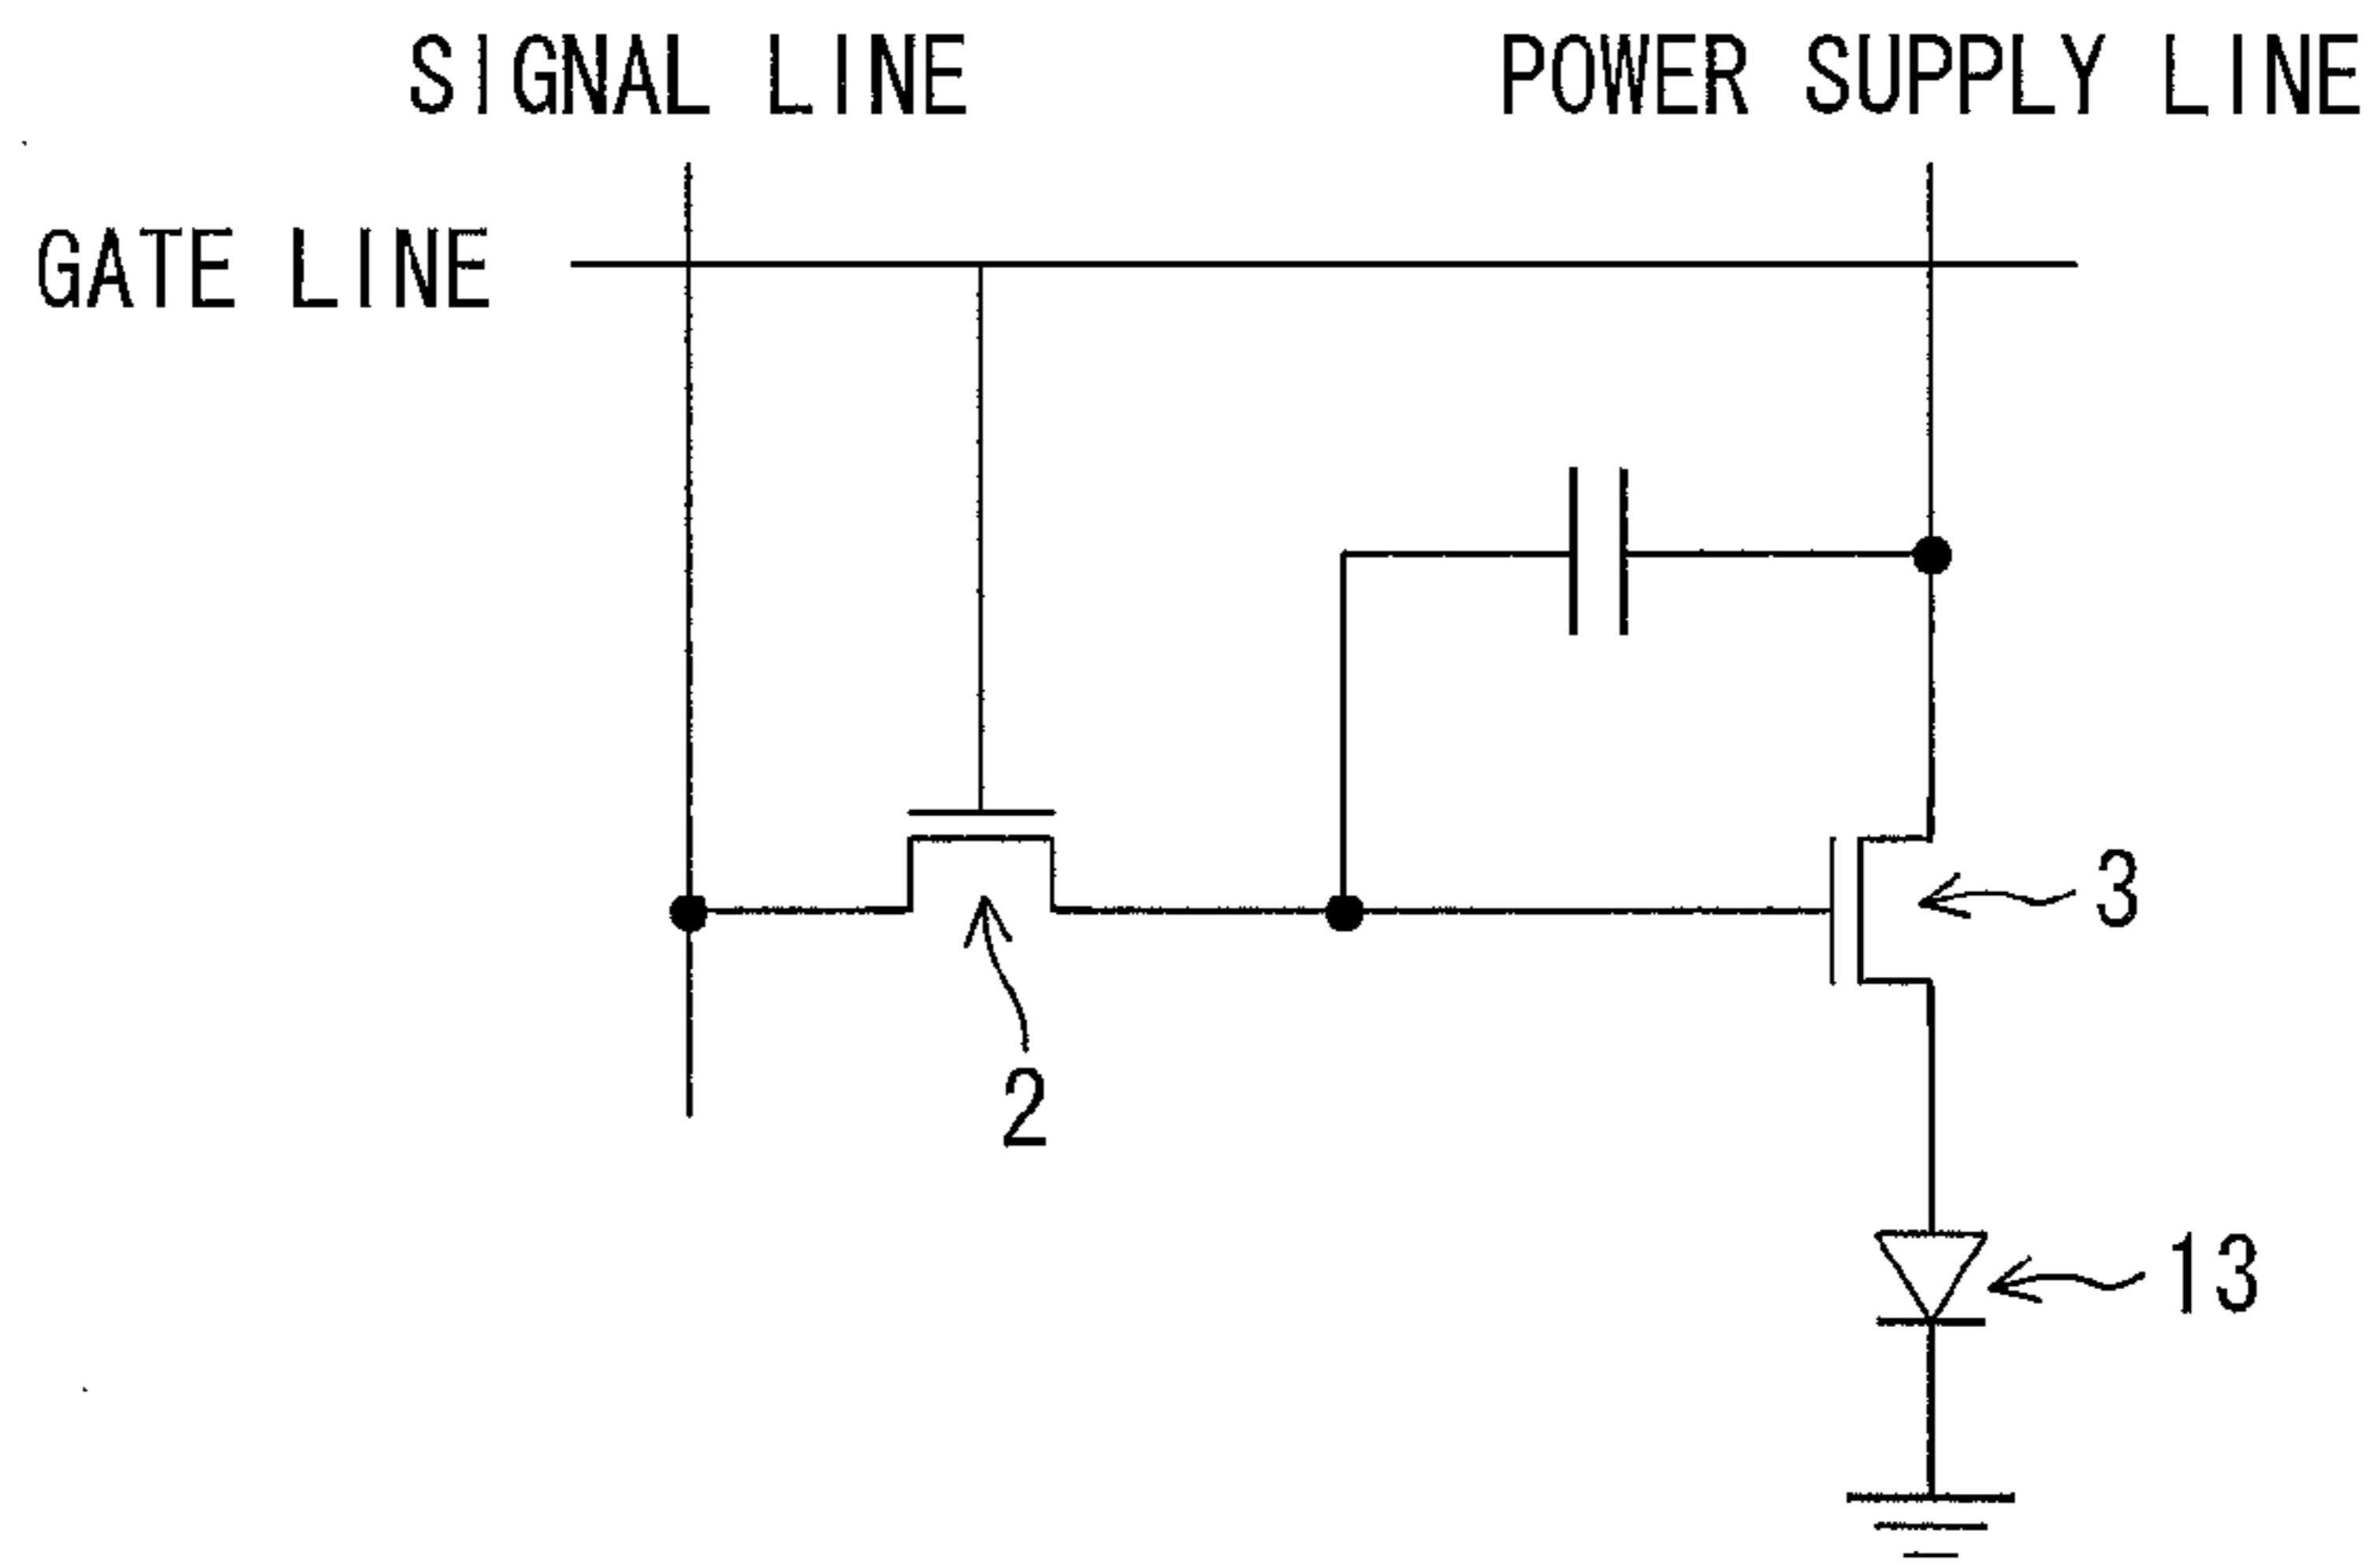 SIGNAL LINE
POWER SUPPLY LINE
GATE LINE
3
2
13